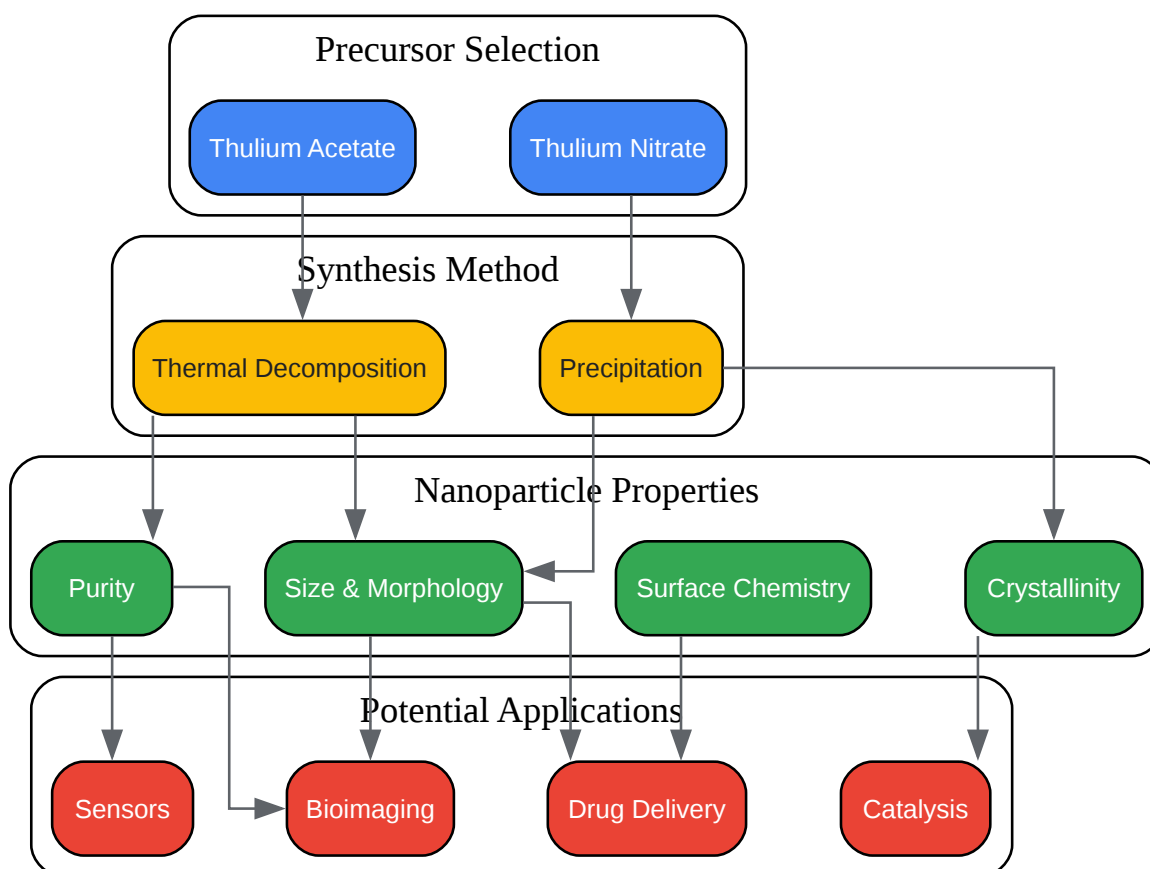 Precursor Selection
Thulium Acetate
Thulium Nitrate
Synthesis Method
Thermal Decomposition
Precipitation
Nanoparticle Properties
Purity
Size & Morphology
Surface Chemistry
Crystallinity
Potential Applications
Sensors
Bioimaging
Drug Delivery
Catalysis